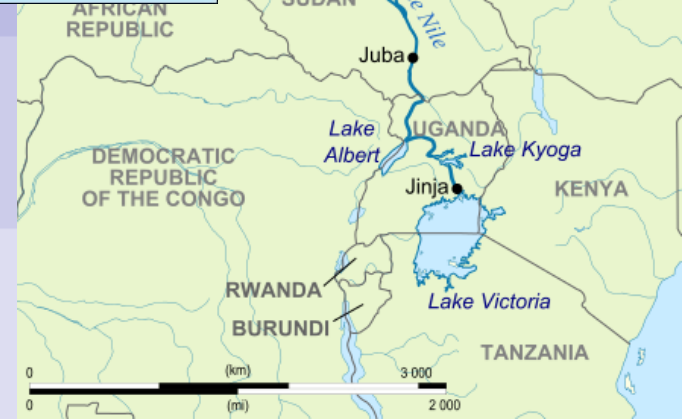 AFRICAN
REPUBLIC
SUDAN
Nile
Juba
UGANDA
Lake
Albert
Lake Kyoga
DEMOCRATIC
REPUBLIC
OF THE CONGO
Jinja
KENYA
RWANDA
Lake Victoria
BURUNDI
TANZANIA
0 (km) 3 000
0 (mi) 2 000